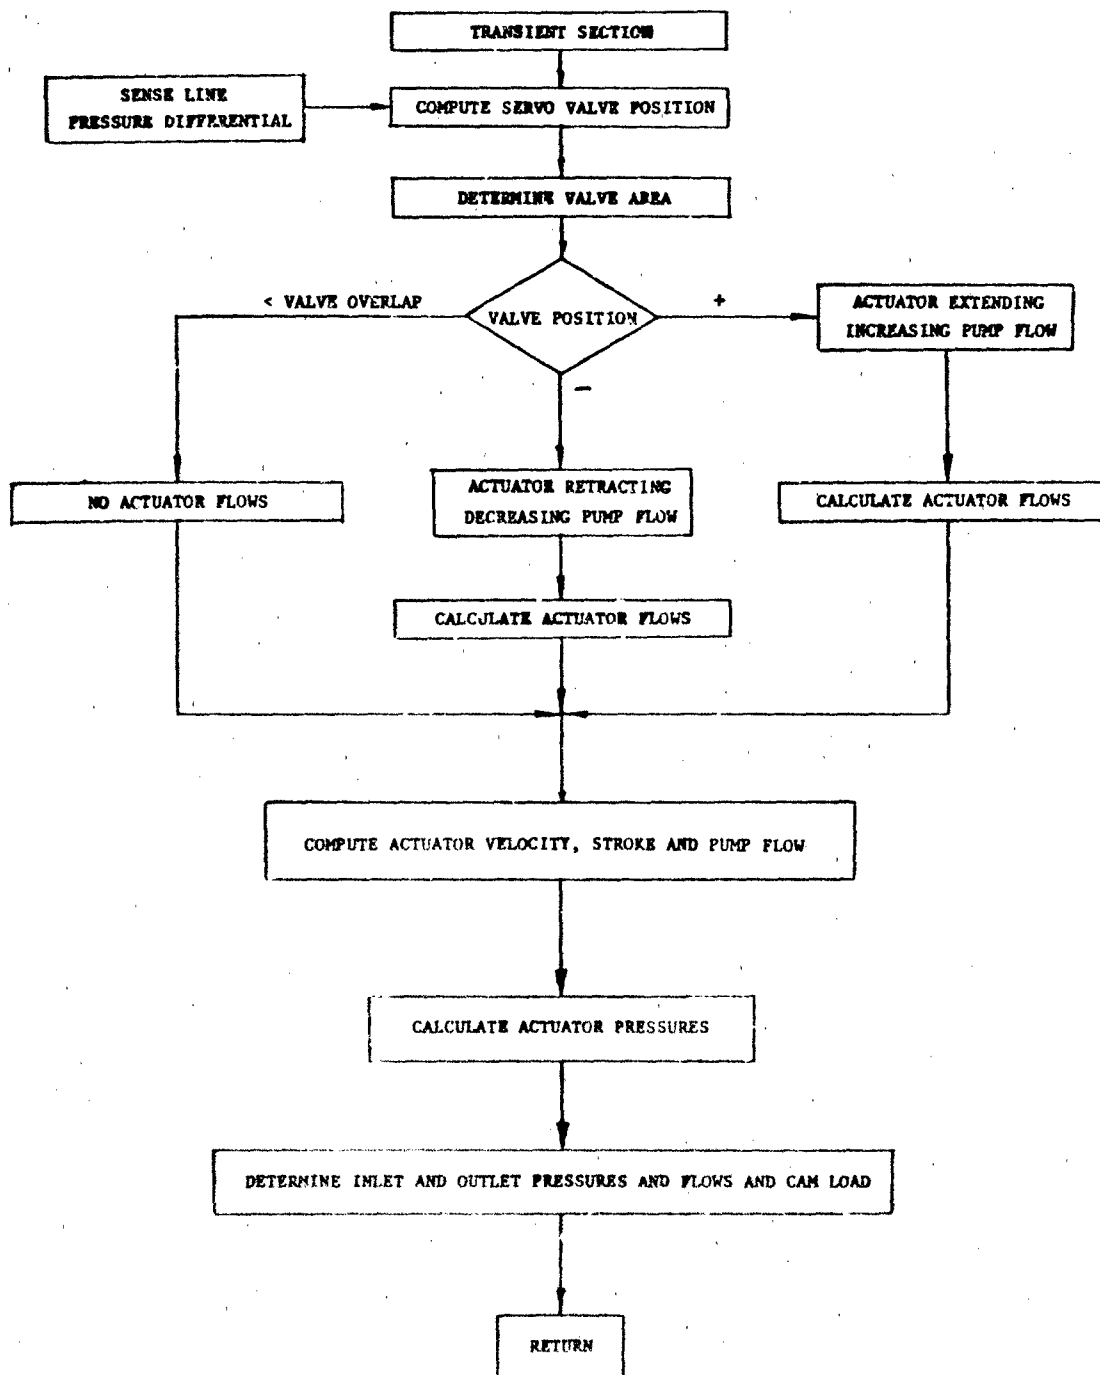 TRANSIENT SECTION
SENSE LINE
PRESSURE DIFFERENTIAL
COMPUTE SERVO VALVE POSITION
DETERMINE VALVE AREA
< VALVE OVERLAP
VALVE POSITION
+
ACTUATOR EXTENDING
INCREASING PUMP FLOW
−
NO ACTUATOR FLOWS
ACTUATOR RETRACTING
DECREASING PUMP FLOW
CALCULATE ACTUATOR FLOWS
CALCULATE ACTUATOR FLOWS
COMPUTE ACTUATOR VELOCITY, STROKE AND PUMP FLOW
CALCULATE ACTUATOR PRESSURES
DETERMINE INLET AND OUTLET PRESSURES AND FLOWS AND CAM LOAD
RETURN